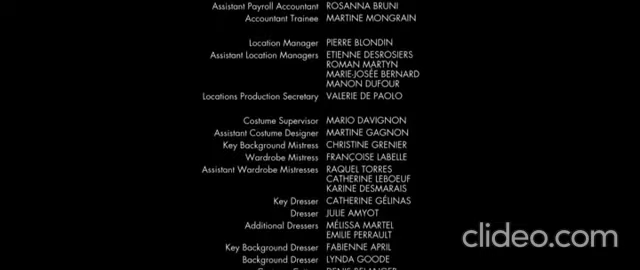 Assistant Payroll Accountant ROSANNA BRUNI
Accountant Trainee MARTINE MONGRAIN
Location Manager PIERRE BLONDIN
Assistant Location Managers ETIENNE DESROSIERS
ROMAN MARTYN
MARIE-JOSÉE BERNARD
MANON DUFOUR
Locations Production Secretary VALERIE DE PAOLO
Costume Supervisor MARIO DAVIGNON
Assistant Costume Designer MARTINE GAGNON
Key Background Mistress CHRISTINE GRENIER
Wardrobe Mistress FRANÇOISE LABELLE
Assistant Wardrobe Mistresses RAQUEL TORRES
CATHERINE LEBOEUF
KARINE DESMARAIS
Key Dresser CATHERINE GÉLINAS
Dresser JULIE AMYOT
Additional Dressers MÉLISSA MARTEL
EMILIE PERRAULT
Key Background Dresser FABIENNE APRIL
Background Dresser LYNDA GOODE
clideo.com